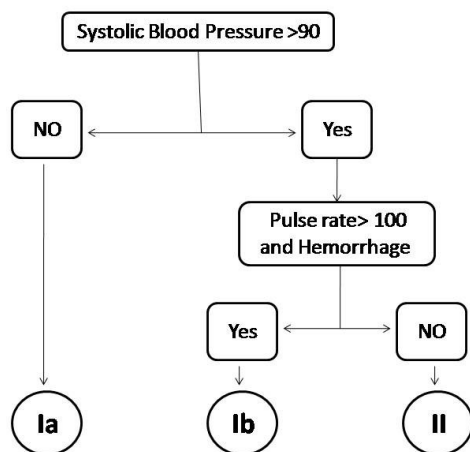 Systolic Blood Pressure >90
NO
Yes
Pulse rate> 100
and Hemorrhage
Yes
NO
Ia
Ib
II